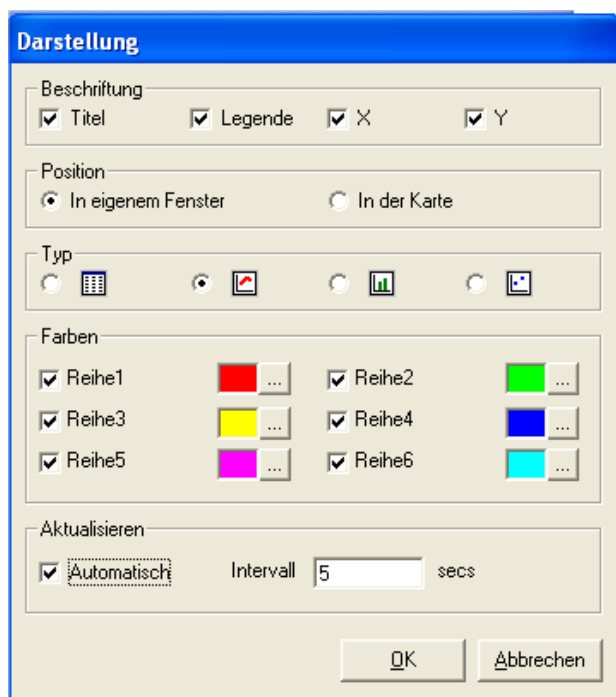 Darstellung
Beschriftung
Titel Legende X Y
Position
In eigenem Fenster In der Karte
Typ
Farben
Reihe1 ... Reihe2 ...
Reihe3 ... Reihe4 ...
Reihe5 ... Reihe6 ...
Aktualisieren
Automatisch Intervall 5 secs
OK Abbrechen